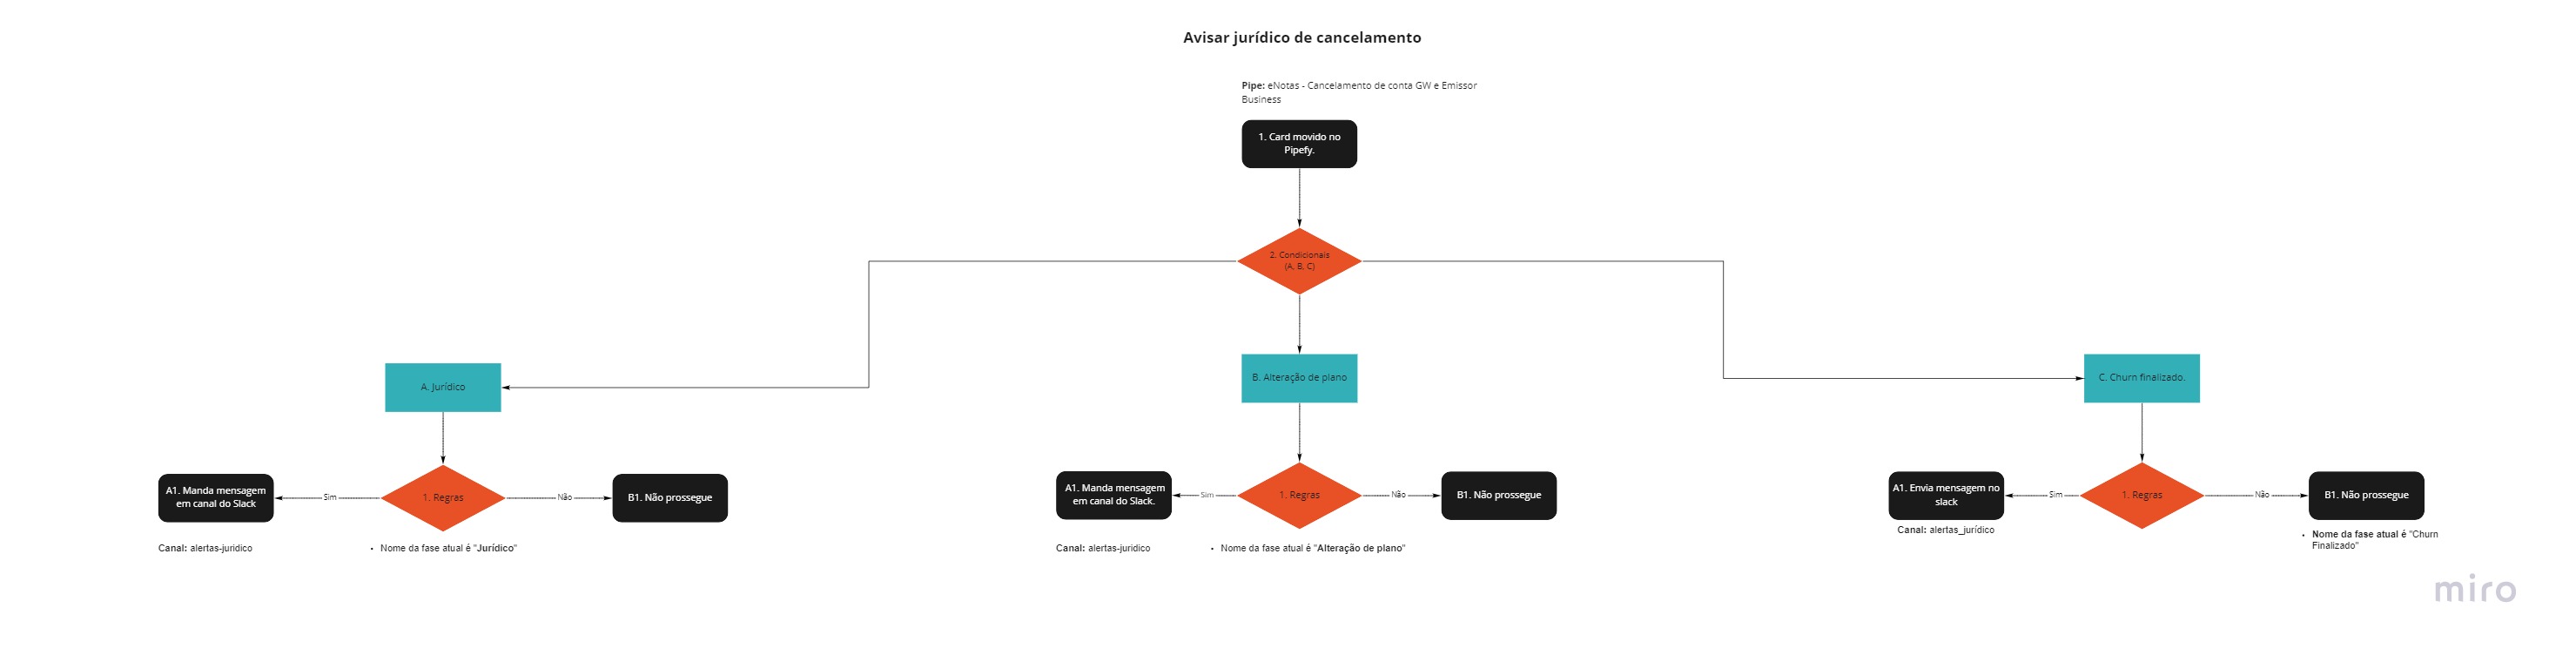 Avisar jurídico de cancelamento
Pipe: eNotas - Cancelamento de conta GW e Emissor
Business
1. Card movido no
Pipefy.
2. Condicionais
(A, B, C)
A. Jurídico
B. Alteração de plano
C. Churn finalizado.
A1. Manda mensagem
em canal do Slack
Sim
1. Regras
Não
B1. Não prossegue
Canal: alertas-juridico
• Nome da fase atual é "Jurídico"
A1. Manda mensagem
em canal do Slack.
Sim
1. Regras
Não
B1. Não prossegue
Canal: alertas-juridico
• Nome da fase atual é "Alteração de plano"
A1. Envia mensagem no
slack
Sim
1. Regras
Não
B1. Não prossegue
Canal: alertas_jurídico
• Nome da fase atual é "Churn
Finalizado"
miro